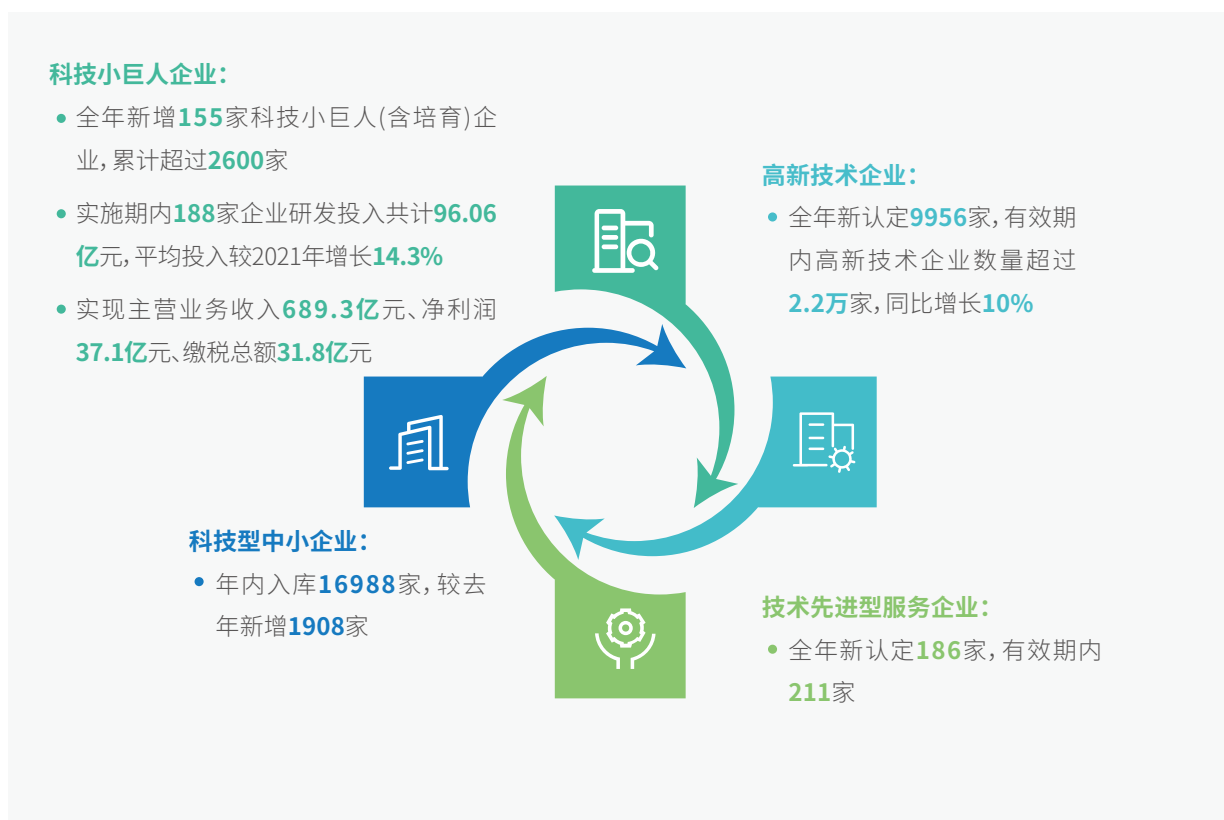 科技小巨人企业：
• 全年新增155家科技小巨人(含培育)企
业，累计超过2600家
• 实施期内188家企业研发投入共计96.06
亿元，平均投入较2021年增长14.3%
• 实现主营业务收入689.3亿元、净利润
37.1亿元、缴税总额31.8亿元
高新技术企业：
• 全年新认定9956家，有效期
内高新技术企业数量超过
2.2万家，同比增长10%
科技型中小企业：
• 年内入库16988家，较去
年新增1908家
技术先进型服务企业：
• 全年新认定186家，有效期内
211家